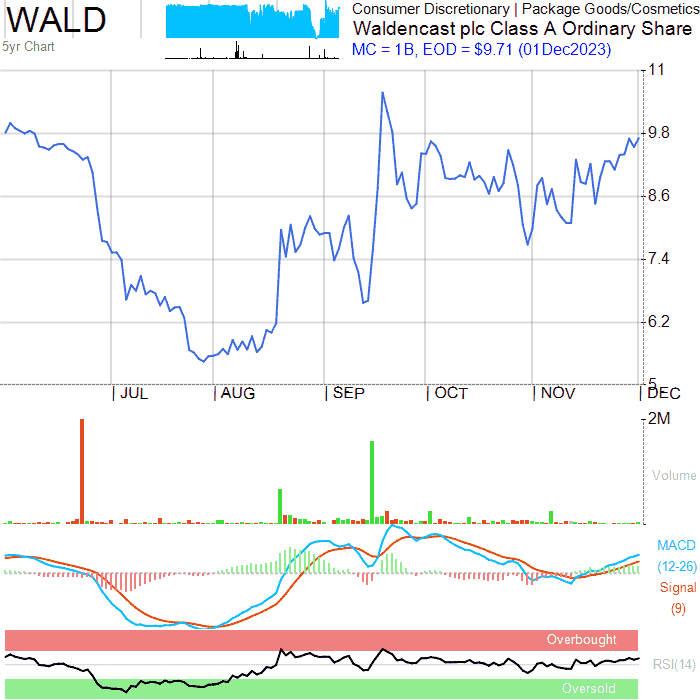 WALD
5yr Chart
Consumer Discretionary | Package Goods/Cosmetics
Waldencast plc Class A Ordinary Share
MC = 1B, EOD = $9.71 (01Dec2023)
11
9.8
8.6
7.4
6.2
5
JUL
AUG
SEP
OCT
NOV
DEC
2M
Volume
MACD
(12-26)
Signal
(9)
Overbought
RSI(14)
Oversold